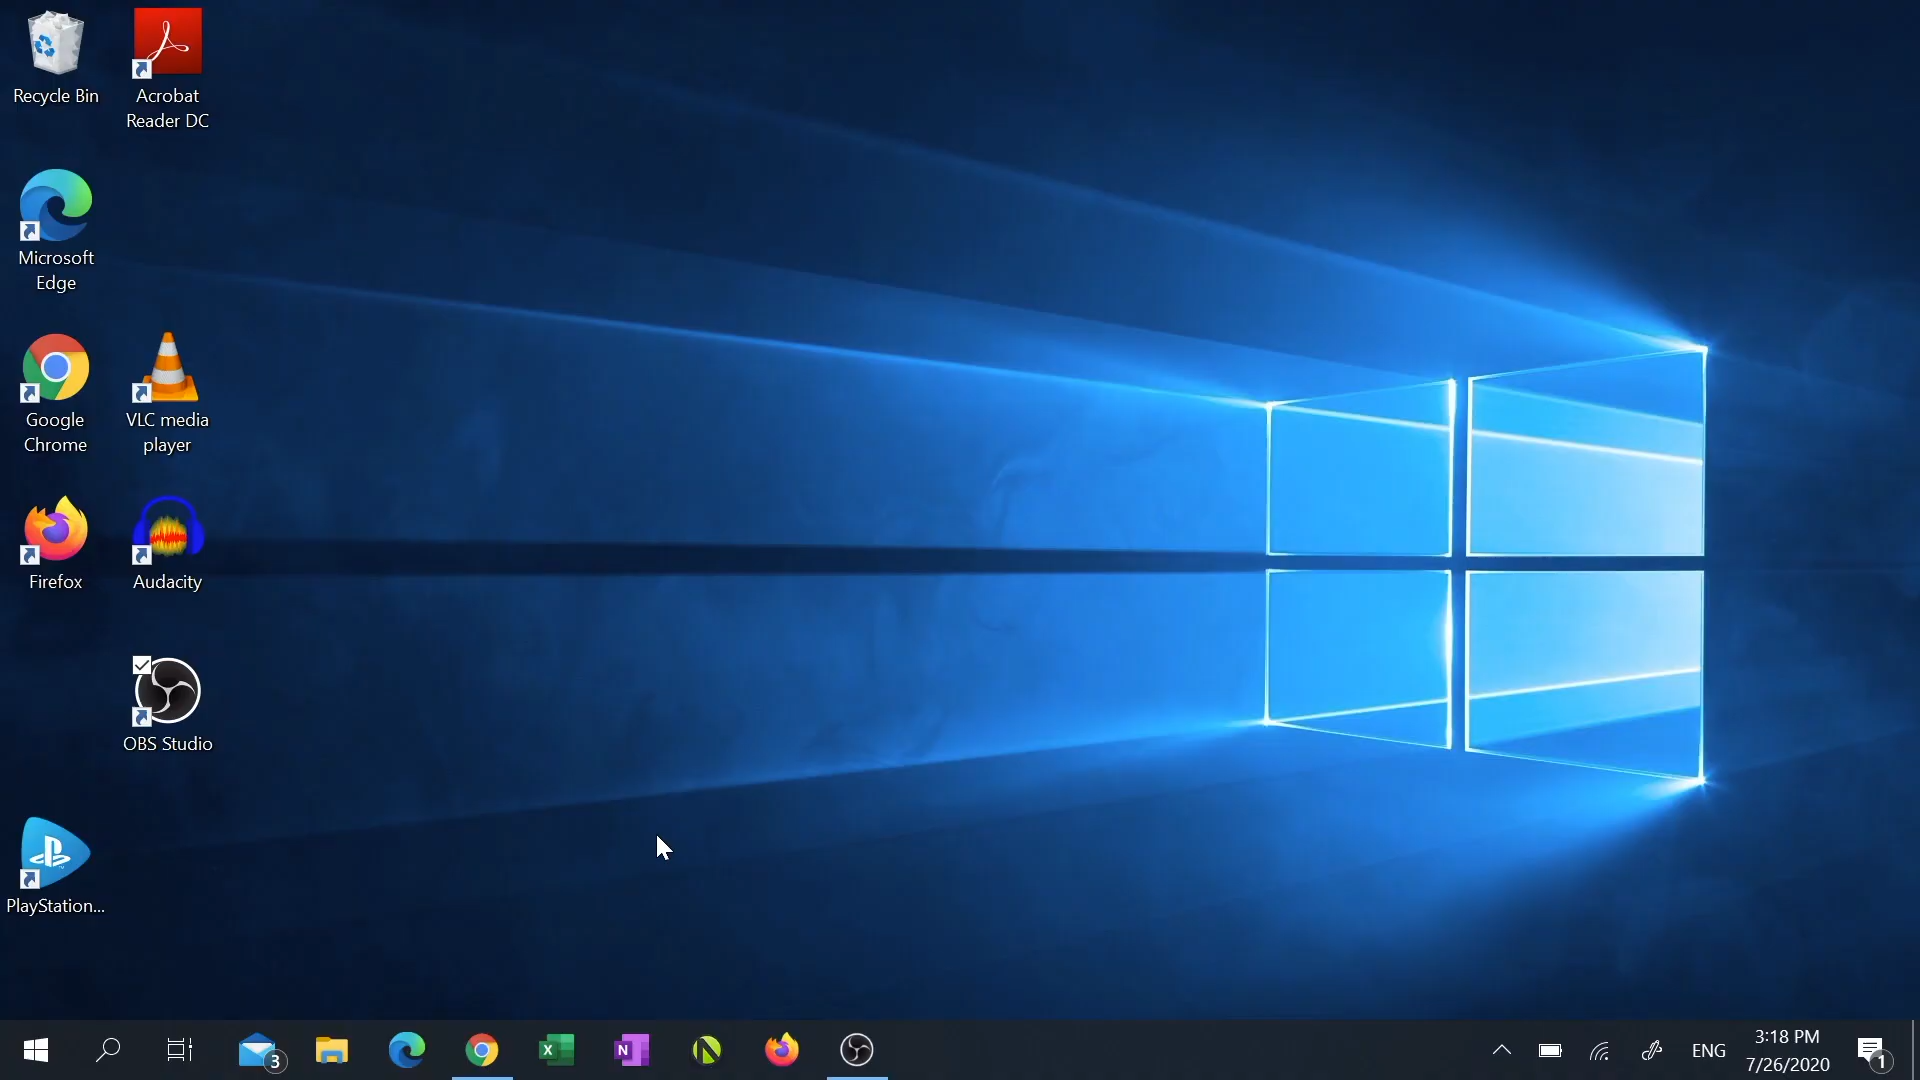 Recycle Bin
Acrobat
Reader DC
Microsoft
Edge
Google
Chrome
VLC media
player
Firefox
Audacity
OBS Studio
PlayStation...
3
X
N
ENG
3:18 PM
7/26/2020
1